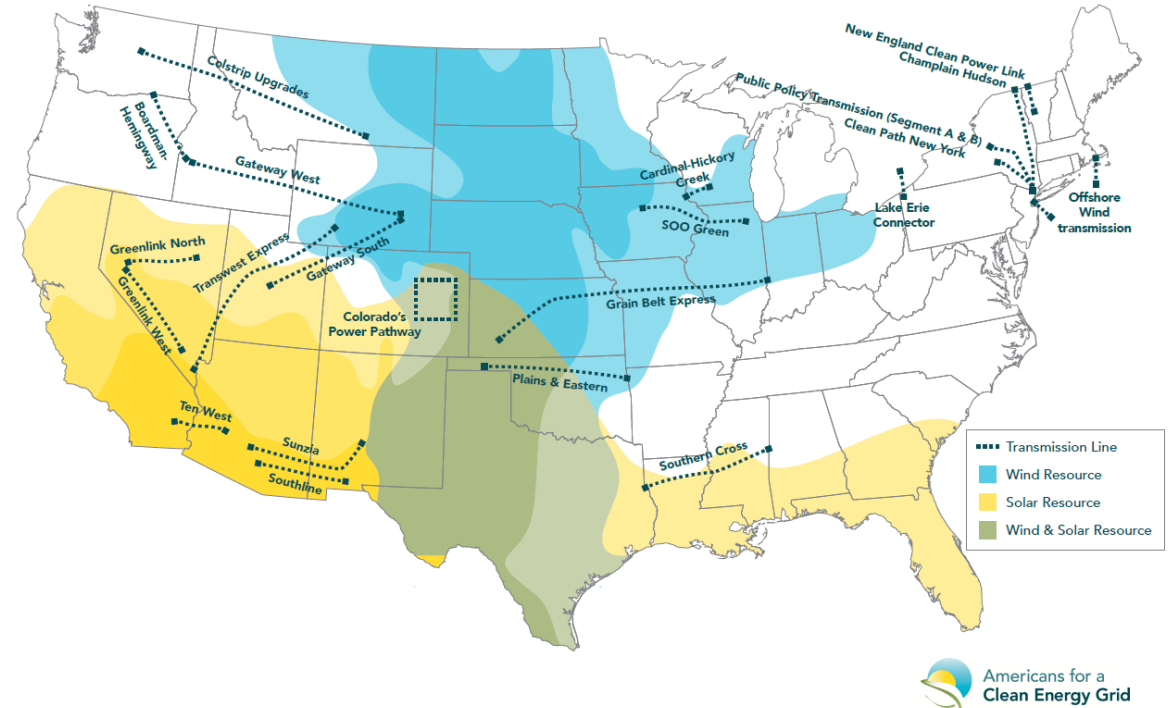 New England Clean Power Link
Champlain Hudson
Public Policy Transmission (Segment A & B)
Clean Path New York
Colstrip Upgrades
Boardman-
Hemingway
Gateway West
Cardinal-Hickory
Creek
SOO Green
Lake Erie
Connector
Offshore
Wind
transmission
Greenlink North
Transwest Express
Gateway South
Greenlink West
Colorado's
Power Pathway
Grain Belt Express
Plains & Eastern
Ten West
Sunzia
Southline
Southern Cross
Transmission Line
Wind Resource
Solar Resource
Wind & Solar Resource
Americans for a
Clean Energy Grid